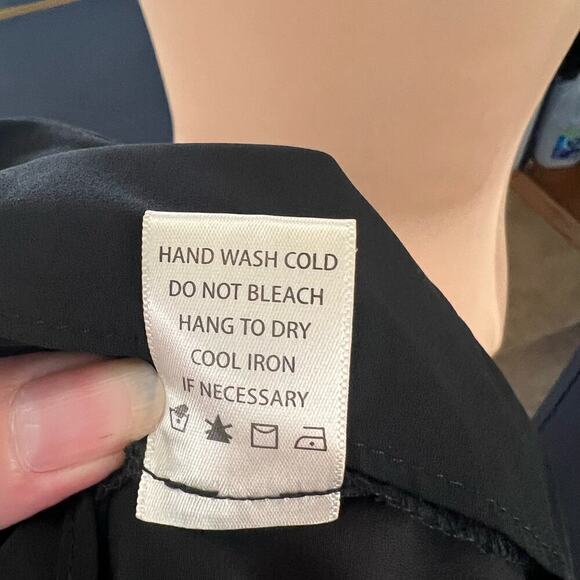 HAND WASH COLD
DO NOT BLEACH
HANG TO DRY
COOL IRON
IF NECESSARY